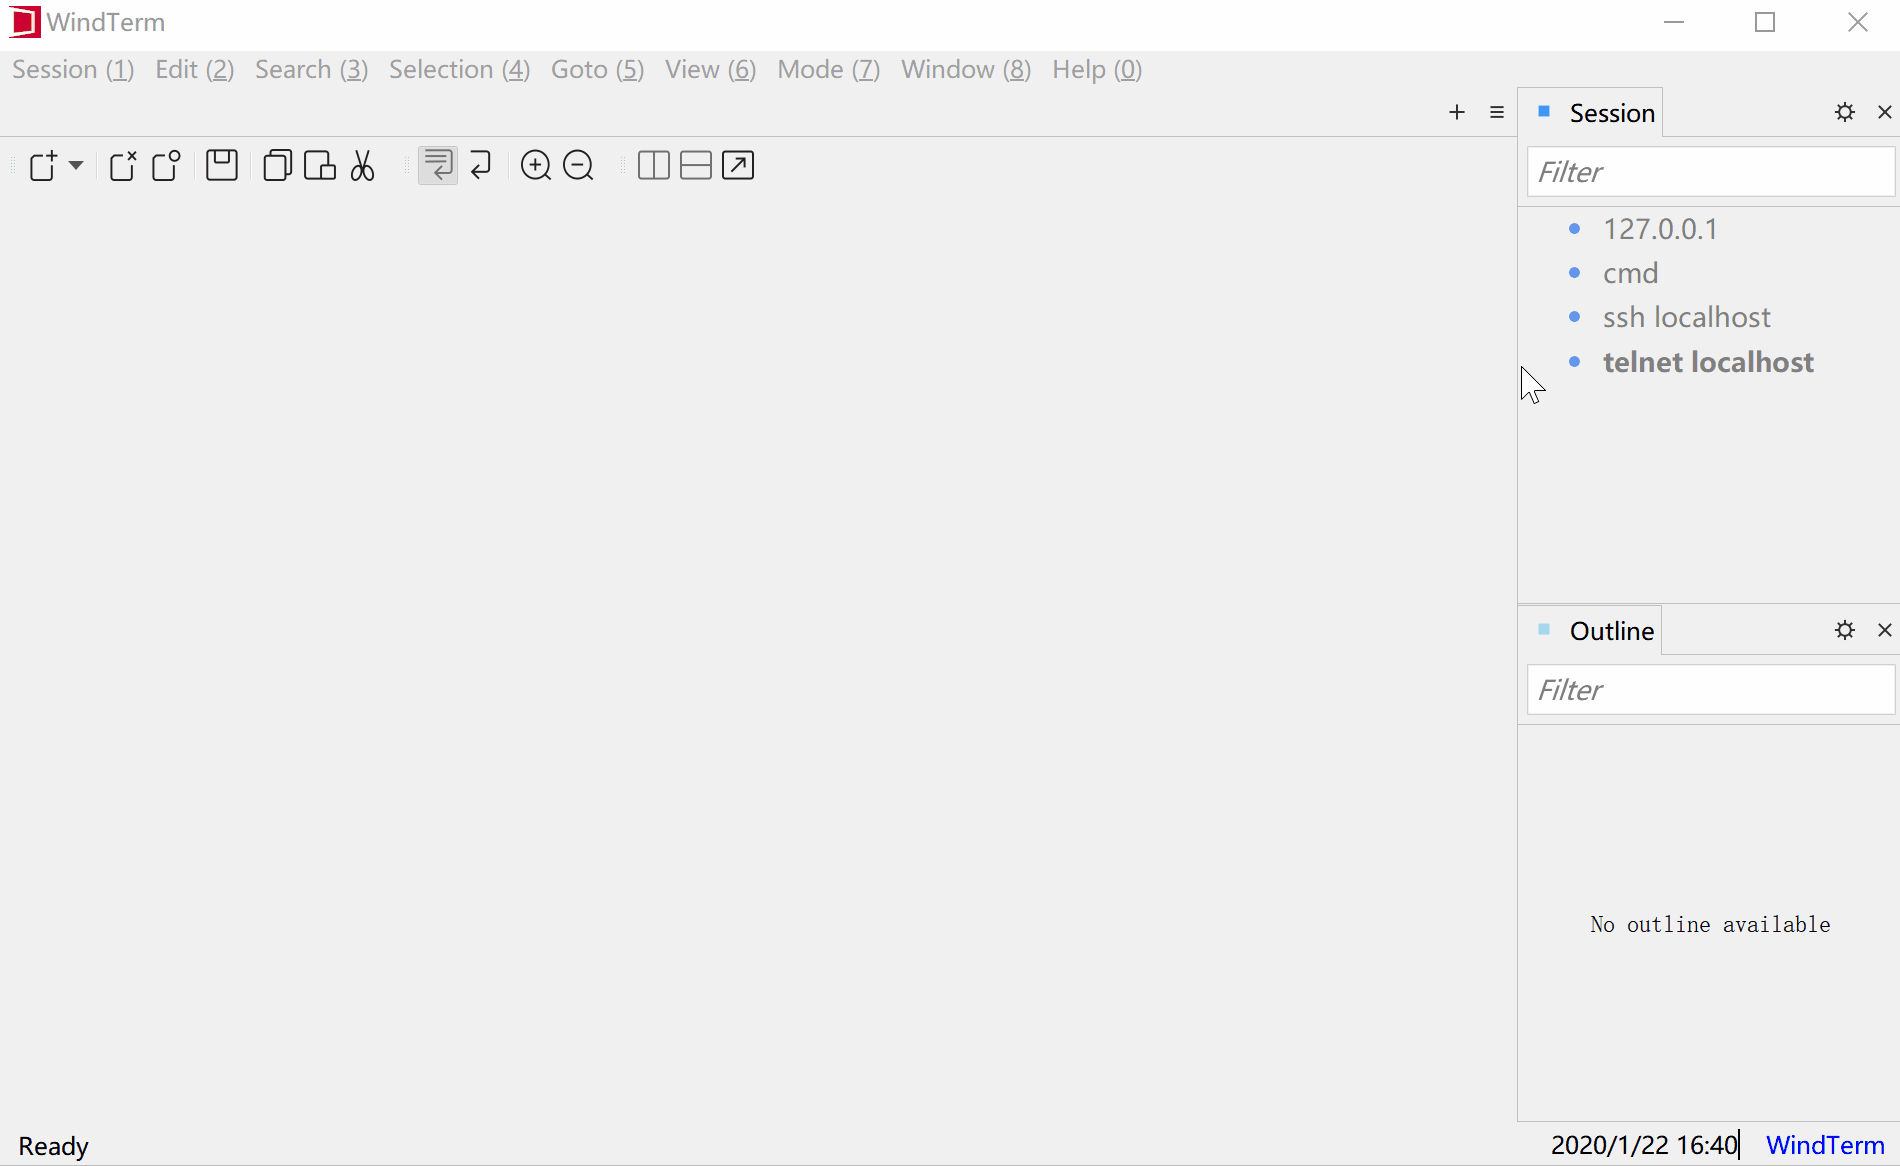 WindTerm
Session (1) Edit (2) Search (3) Selection (4) Goto (5) View (6) Mode (7) Window (8) Help (0)
Session
Filter
127.0.0.1
cmd
ssh localhost
telnet localhost
Outline
Filter
No outline available
Ready
2020/1/22 16:40
WindTerm